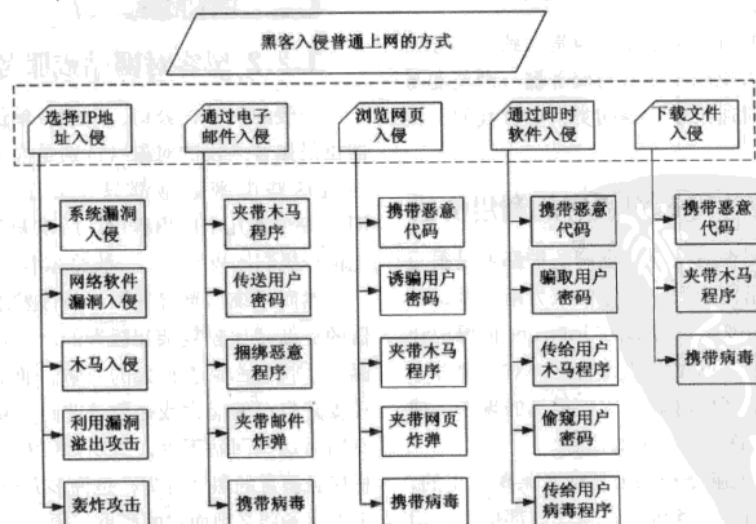 黑客入侵普通上网的方式
选择IP地
址入侵
通过电子
邮件入侵
浏览网页
入侵
通过即时
软件入侵
下载文件
入侵
系统漏洞
入侵
网络软件
漏洞入侵
木马入侵
利用漏洞
溢出攻击
轰炸攻击
夹带木马
程序
传送用户
密码
捆绑恶意
程序
夹带邮件
炸弹
携带病毒
携带恶意
代码
诱骗用户
密码
夹带木马
程序
夹带网页
炸弹
携带病毒
携带恶意
代码
骗取用户
密码
传给用户
木马程序
偷窥用户
密码
传给用户
病毒程序
携带恶意
代码
夹带木马
程序
携带病毒